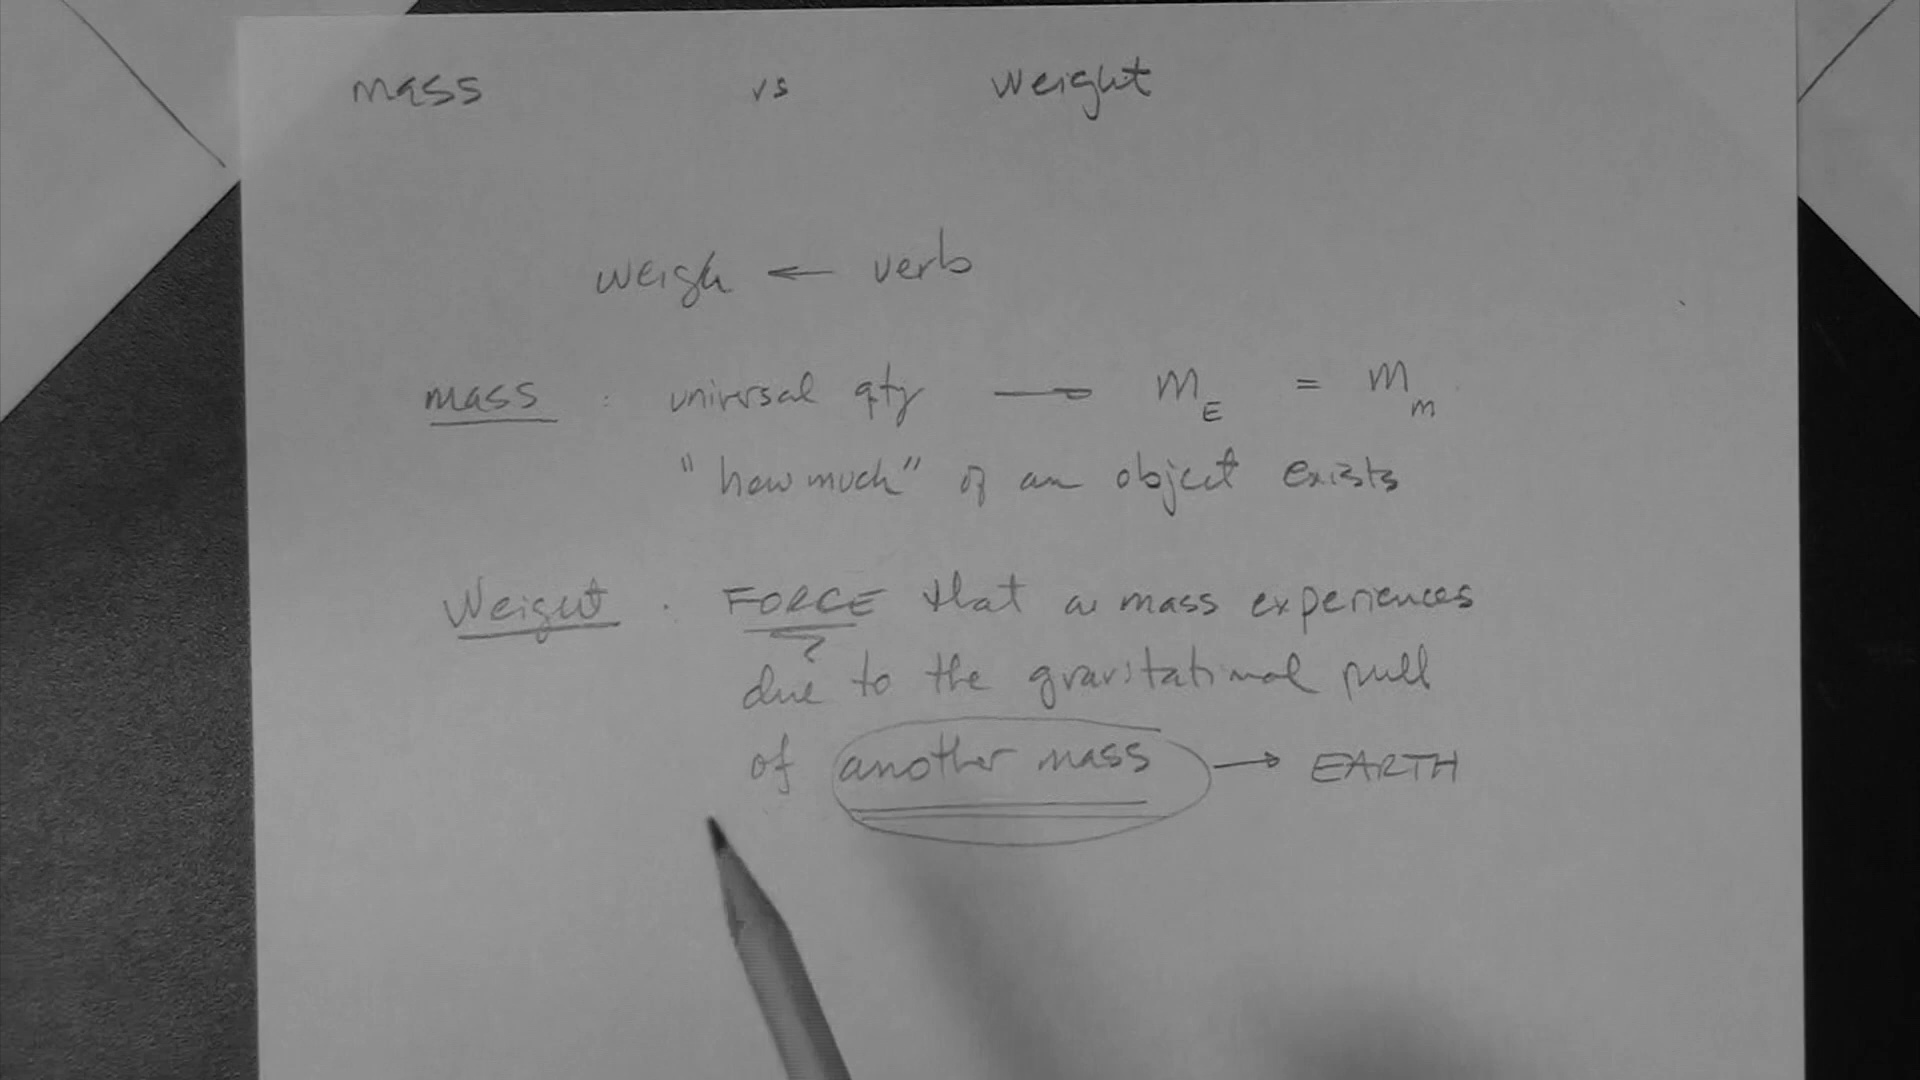 mass vs weight
weigh ← verb
mass : universal qty — m_E = m_m
"how much" of an object exists
Weight : FORCE that a mass experiences
due to the gravitational pull
of another mass → EARTH